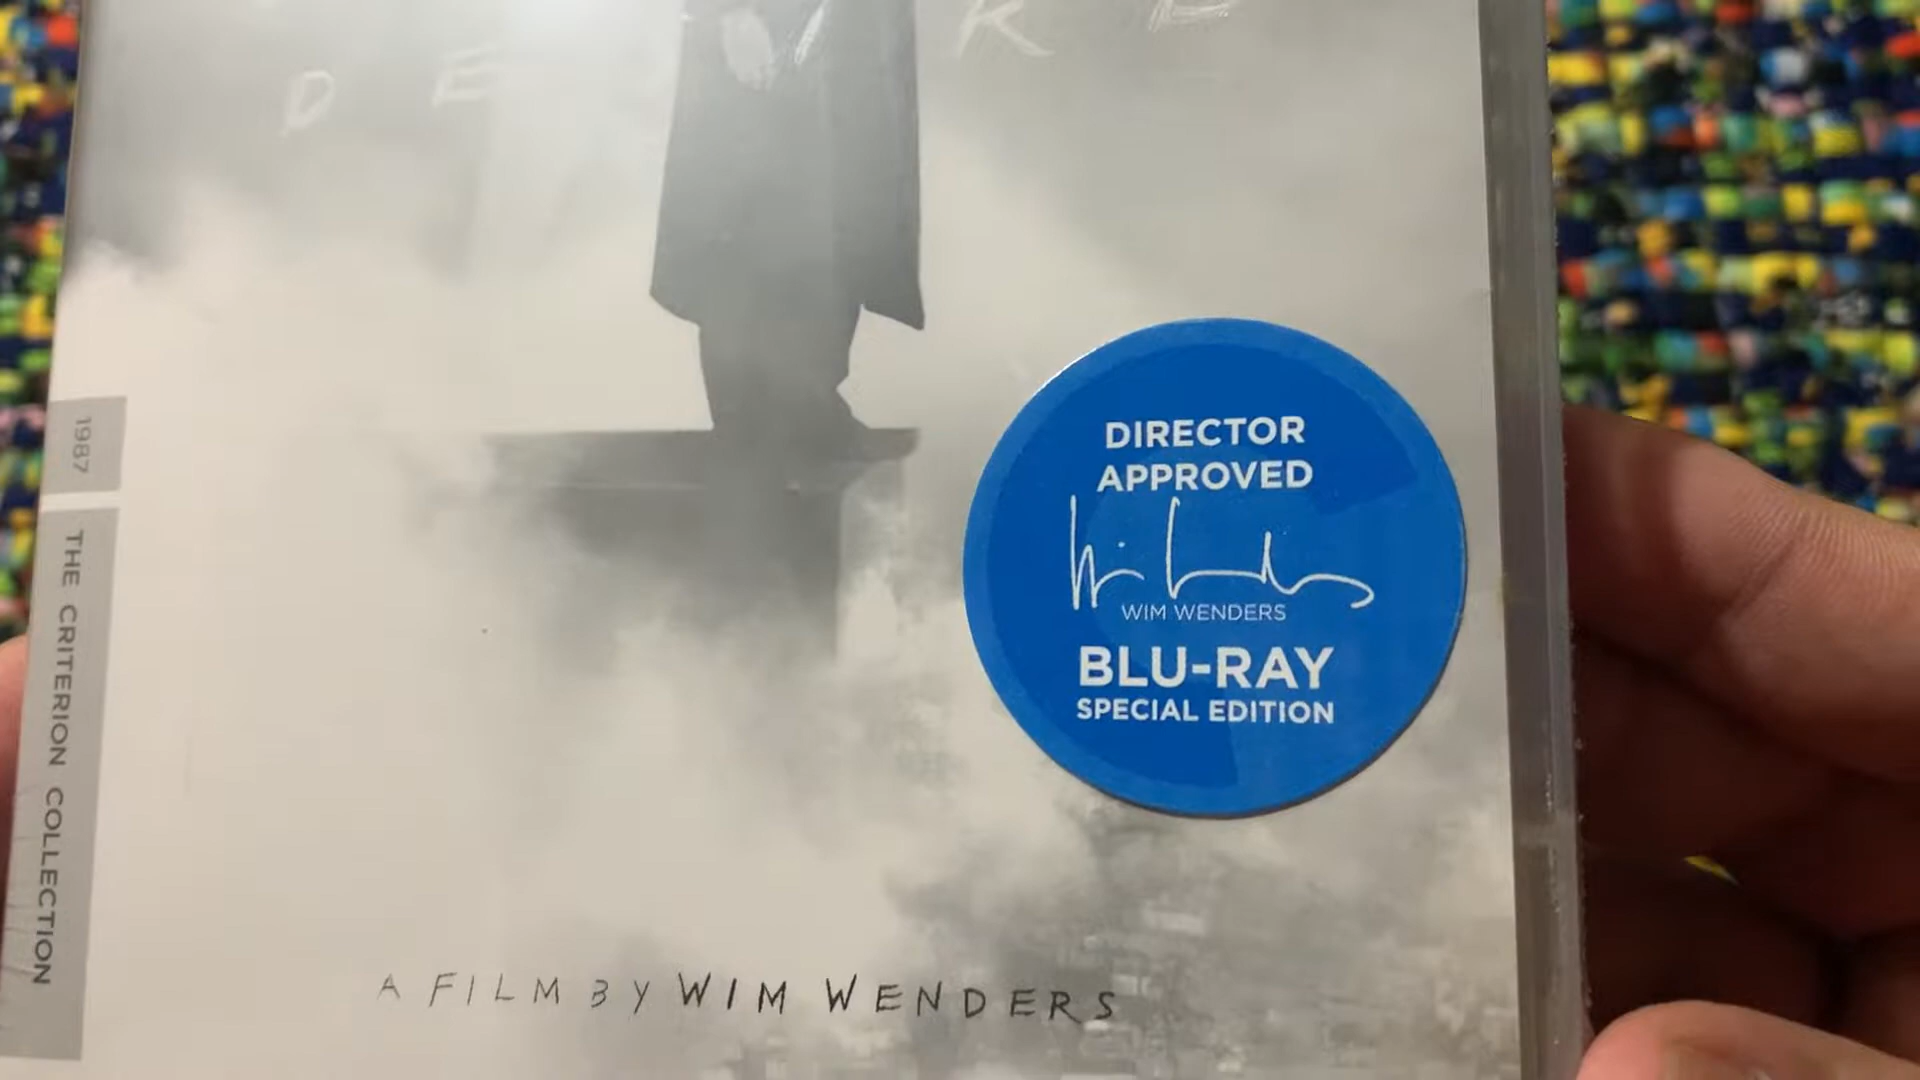 D E R
1987
THE CRITERION COLLECTION
DIRECTOR
APPROVED
WIM WENDERS
BLU-RAY
SPECIAL EDITION
A FILM BY WIM WENDERS